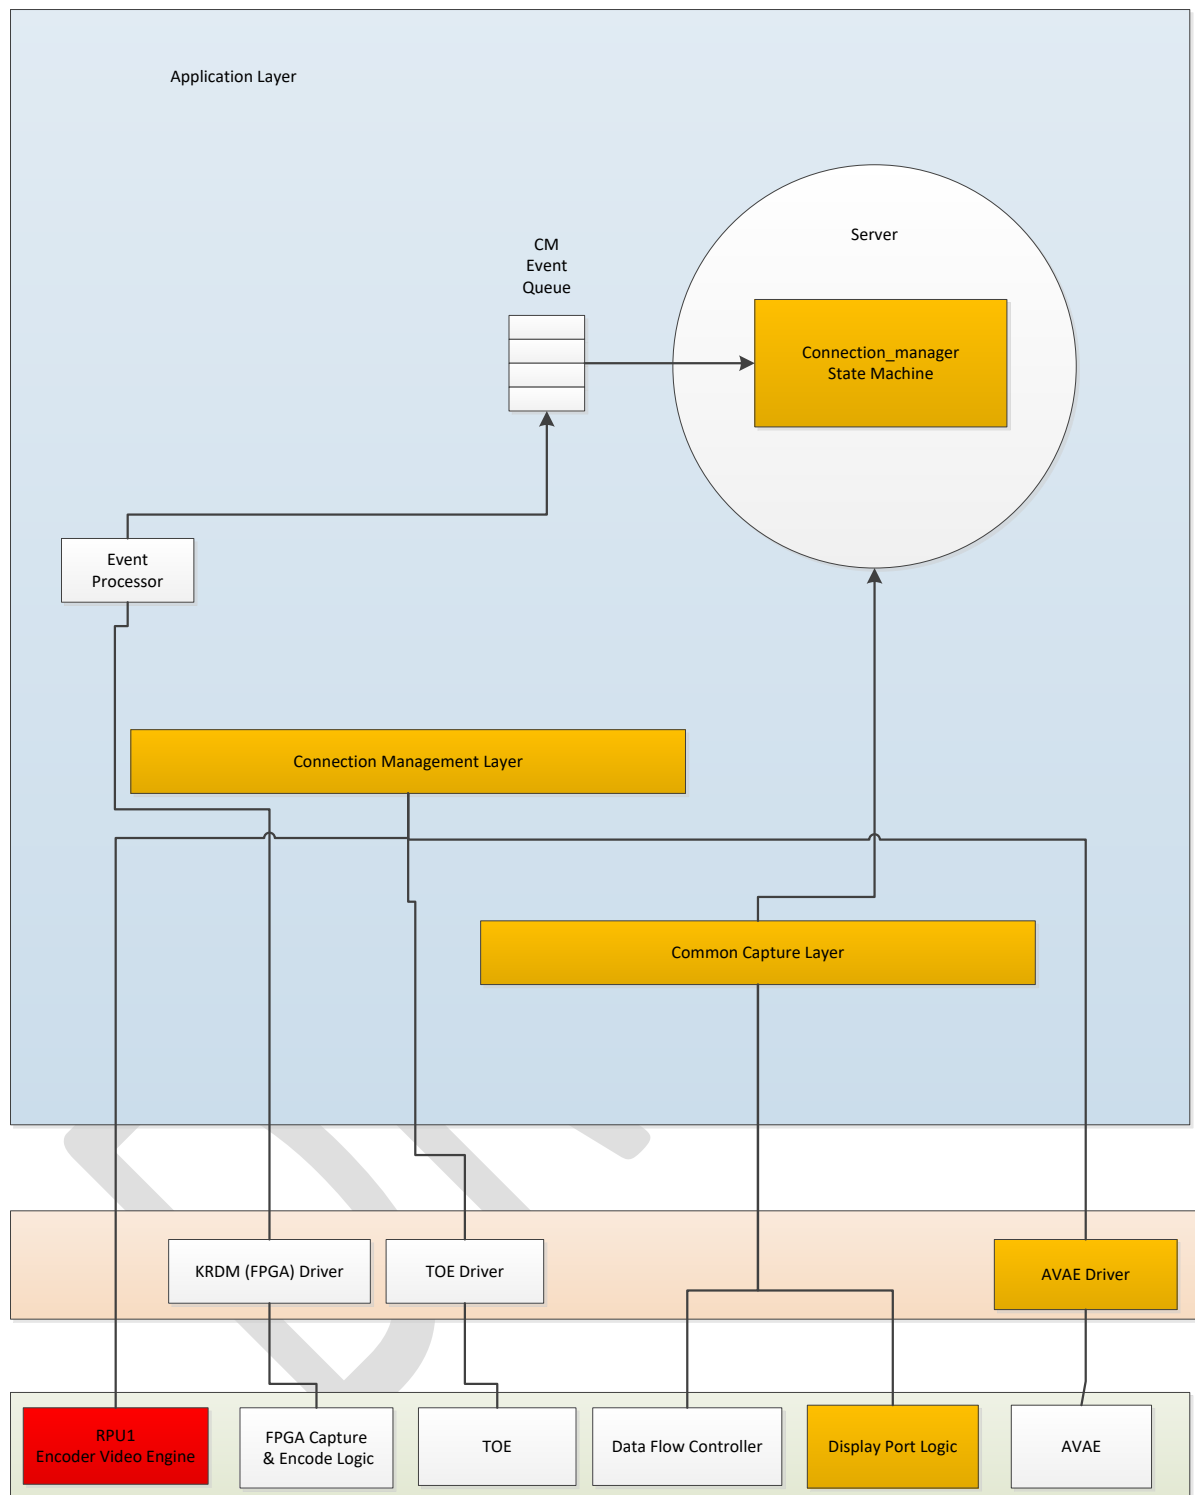 Application Layer
CM
Event
Queue
Server
Connection_manager
State Machine
Event
Processor
Connection Management Layer
Common Capture Layer
KRDM (FPGA) Driver
TOE Driver
AVAE Driver
RPU1
Encoder Video Engine
FPGA Capture
& Encode Logic
TOE
Data Flow Controller
Display Port Logic
AVAE